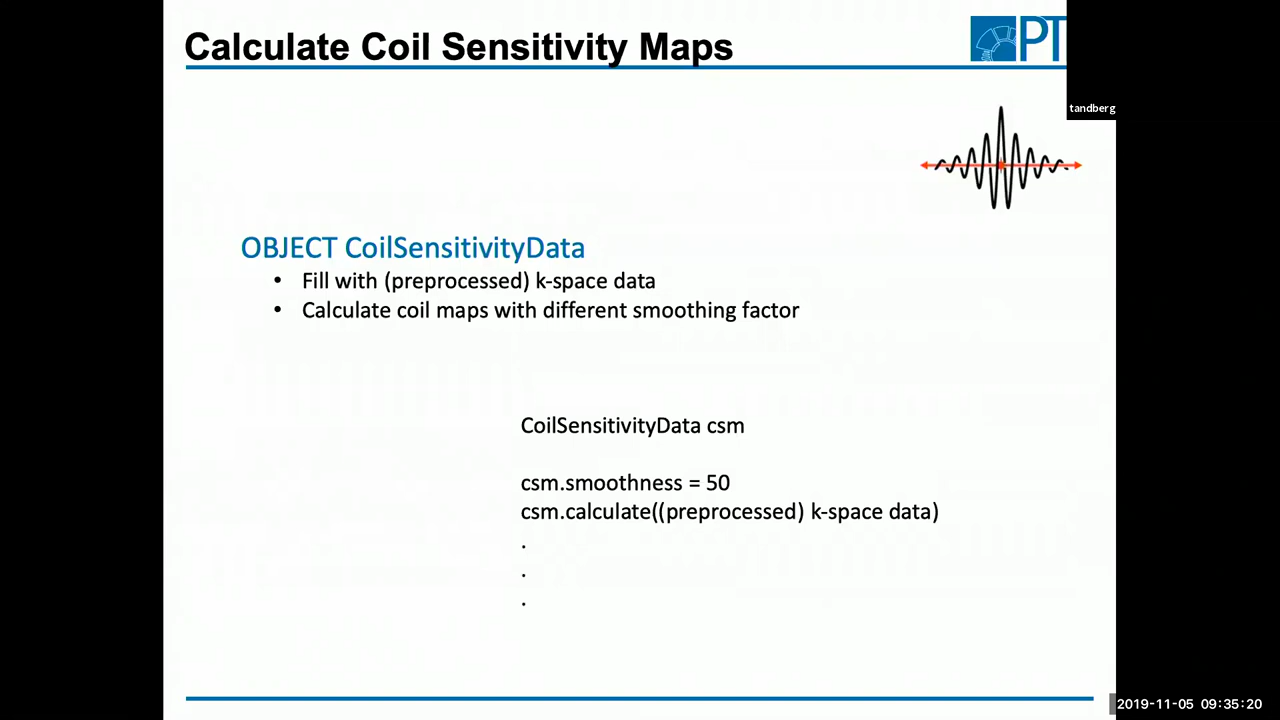 Calculate Coil Sensitivity Maps
PT
tandberg
OBJECT CoilSensitivityData
• Fill with (preprocessed) k-space data
• Calculate coil maps with different smoothing factor
CoilSensitivityData csm
csm.smoothness = 50
csm.calculate((preprocessed) k-space data)
.
.
.
2019-11-05 09:35:20